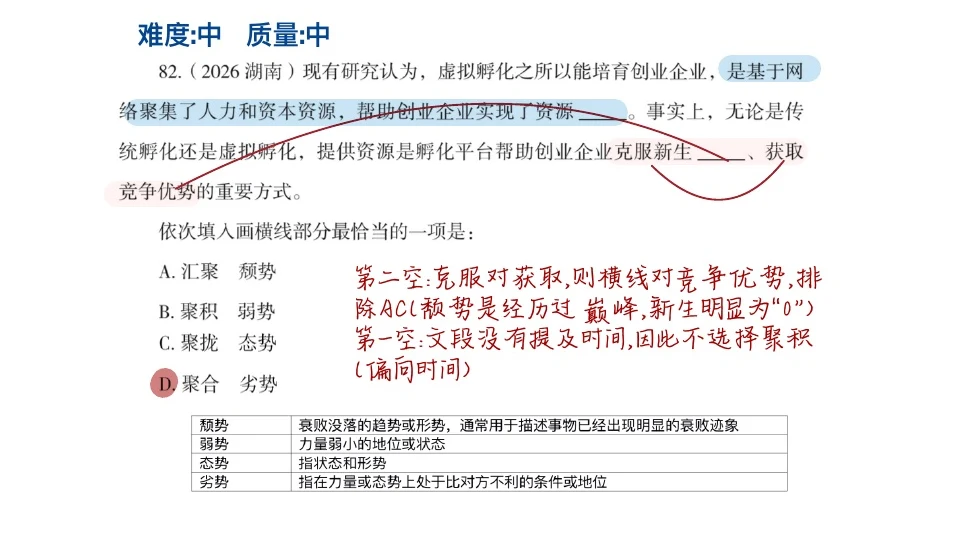 难度:中 质量:中
82.（2026 湖南）现有研究认为，虚拟孵化之所以能培育创业企业，是基于网
络聚集了人力和资本资源，帮助创业企业实现了资源 _____。事实上，无论是传
统孵化还是虚拟孵化，提供资源是孵化平台帮助创业企业克服新生 _____、获取
竞争优势的重要方式。
依次填入画横线部分最恰当的一项是：
A. 汇聚 颓势
B. 聚积 弱势
C. 聚拢 态势
D. 聚合 劣势
第二空:克服对获取,则横线对竞争优势,排
除AC(颓势是经历过巅峰,新生明显为“0”)
第一空:文段没有提及时间,因此不选择聚积
(偏向时间)
颓势 衰败没落的趋势或形势，通常用于描述事物已经出现明显的衰败迹象
弱势 力量弱小的地位或状态
态势 指状态和形势
劣势 指在力量或态势上处于比对方不利的条件或地位